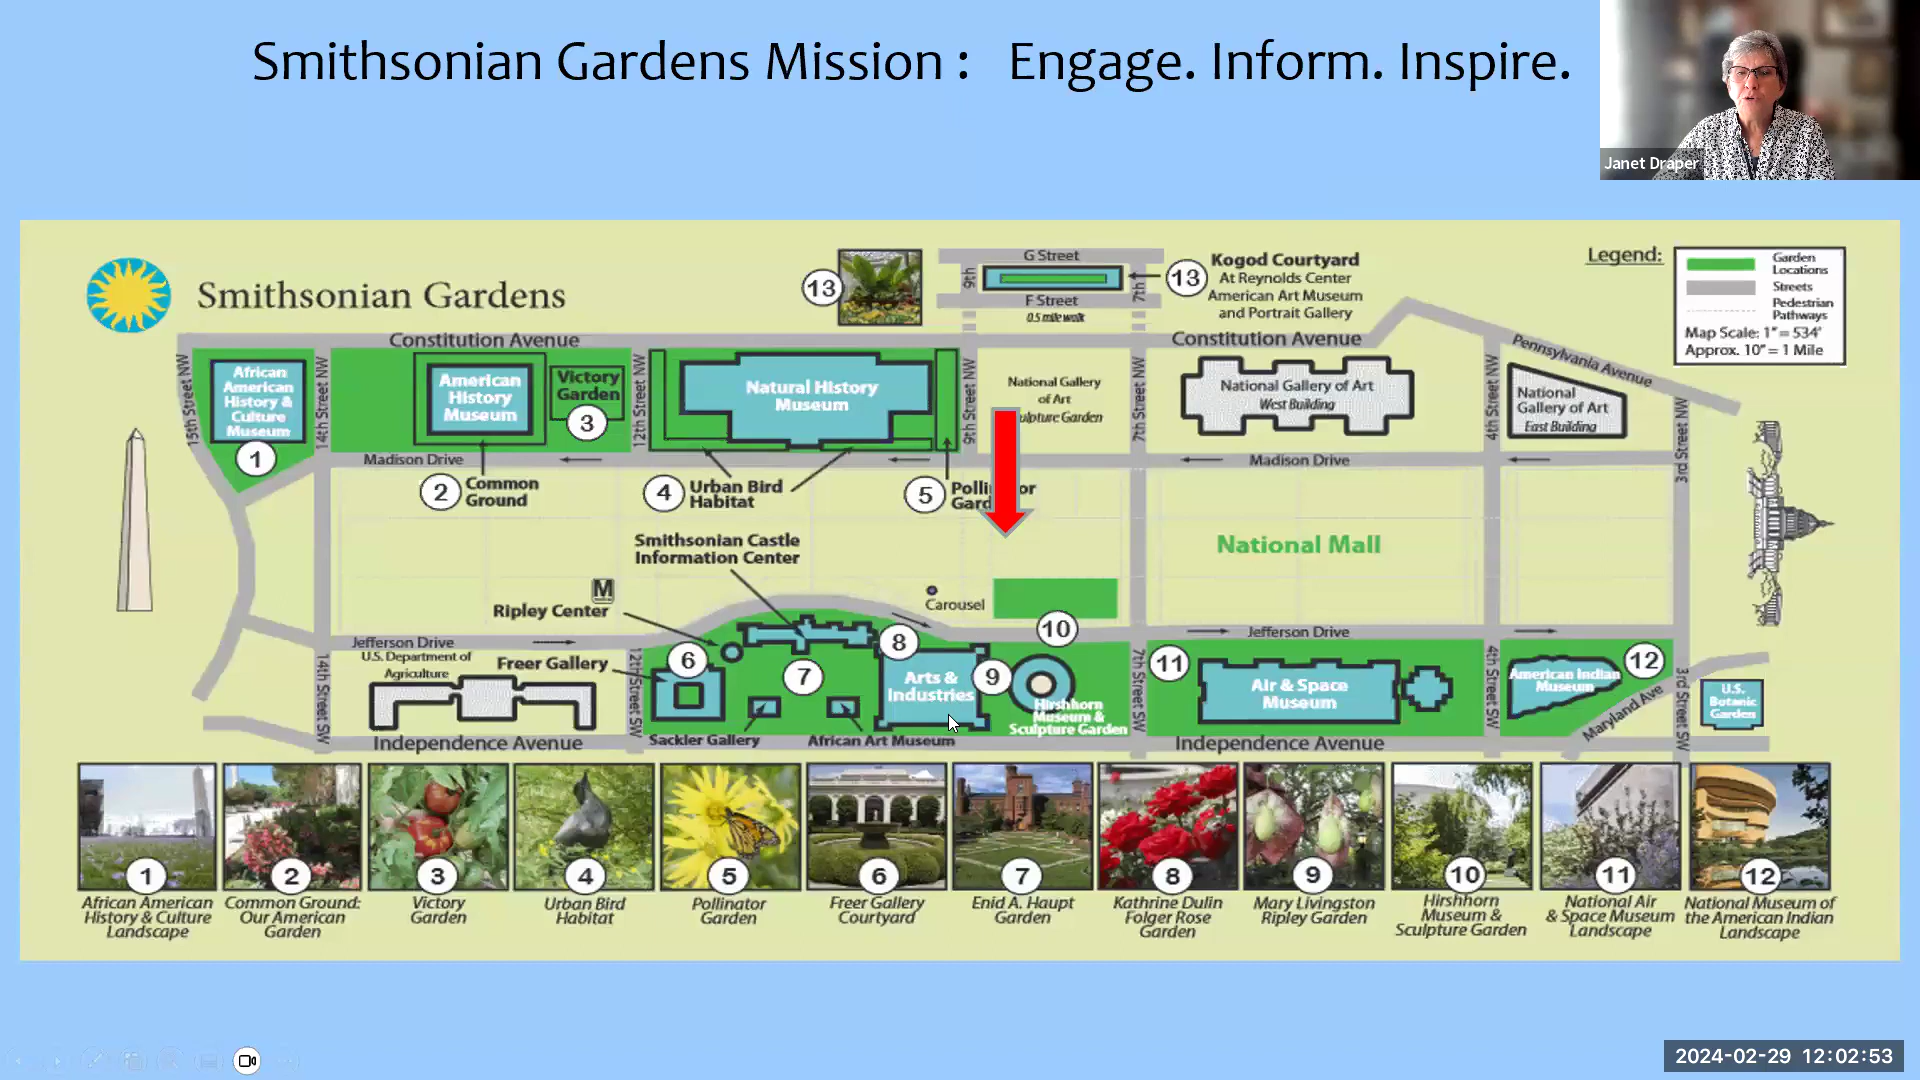 Smithsonian Gardens Mission :   Engage. Inform. Inspire.
Janet Draper
Smithsonian Gardens
13
G Street
9th
7th
F Street
0.5 mile walk
13
Kogod Courtyard
At Reynolds Center
American Art Museum
and Portrait Gallery
Legend:
Garden
Locations
Streets
Pedestrian
Pathways
Map Scale: 1" = 534'
Approx. 10" = 1 Mile
Constitution Avenue
Constitution Avenue
Pennsylvania Avenue
15th Street NW
African
American
History &
Culture
Museum
1
14th Street NW
American
History
Museum
Victory
Garden
3
12th Street NW
Natural History
Museum
9th Street NW
National Gallery
of Art
ulpture Garden
7th Street NW
National Gallery of Art
West Building
4th Street NW
National
Gallery of Art
East Building
3rd Street NW
Madison Drive
Madison Drive
2
Common
Ground
4
Urban Bird
Habitat
5
Smithsonian Castle
Information Center
National Mall
M
Ripley Center
Carousel
10
Jefferson Drive
Jefferson Drive
U.S. Department of
Agriculture
Freer Gallery
6
7
8
Arts &
Industries
9
Hirshhorn
Museum &
Sculpture Garden
11
Air & Space
Museum
American Indian
Museum
12
U.S.
Botanic
Garden
14th Street SW
12th Street SW
7th Street SW
4th Street SW
3rd Street SW
Maryland Ave
Sackler Gallery
African Art Museum
Independence Avenue
Independence Avenue
1
African American
History & Culture
Landscape
2
Common Ground:
Our American
Garden
3
Victory
Garden
4
Urban Bird
Habitat
5
Pollinator
Garden
6
Freer Gallery
Courtyard
7
Enid A. Haupt
Garden
8
Kathrine Dulin
Folger Rose
Garden
9
Mary Livingston
Ripley Garden
10
Hirshhorn
Museum &
Sculpture Garden
11
National Air
& Space Museum
Landscape
12
National Museum of
the American Indian
Landscape
2024-02-29 12:02:53